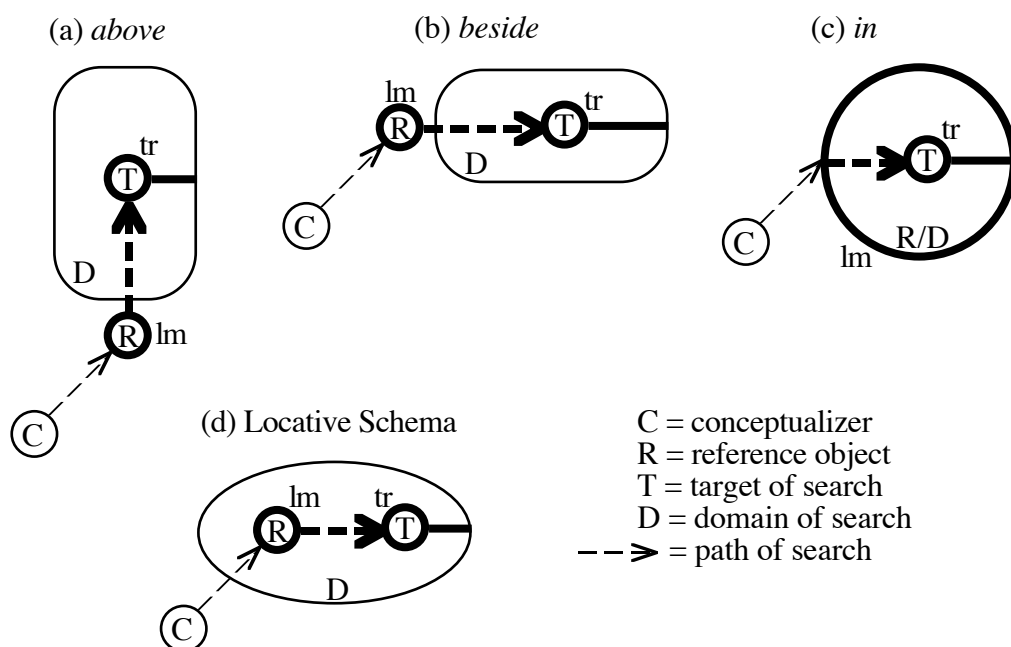 (a) above
(b) beside
(c) in
tr
T
D
R
lm
C
lm
R
tr
T
D
C
tr
T
R/D
lm
C
(d) Locative Schema
lm
tr
R
T
D
C
C = conceptualizer
R = reference object
T = target of search
D = domain of search
= path of search